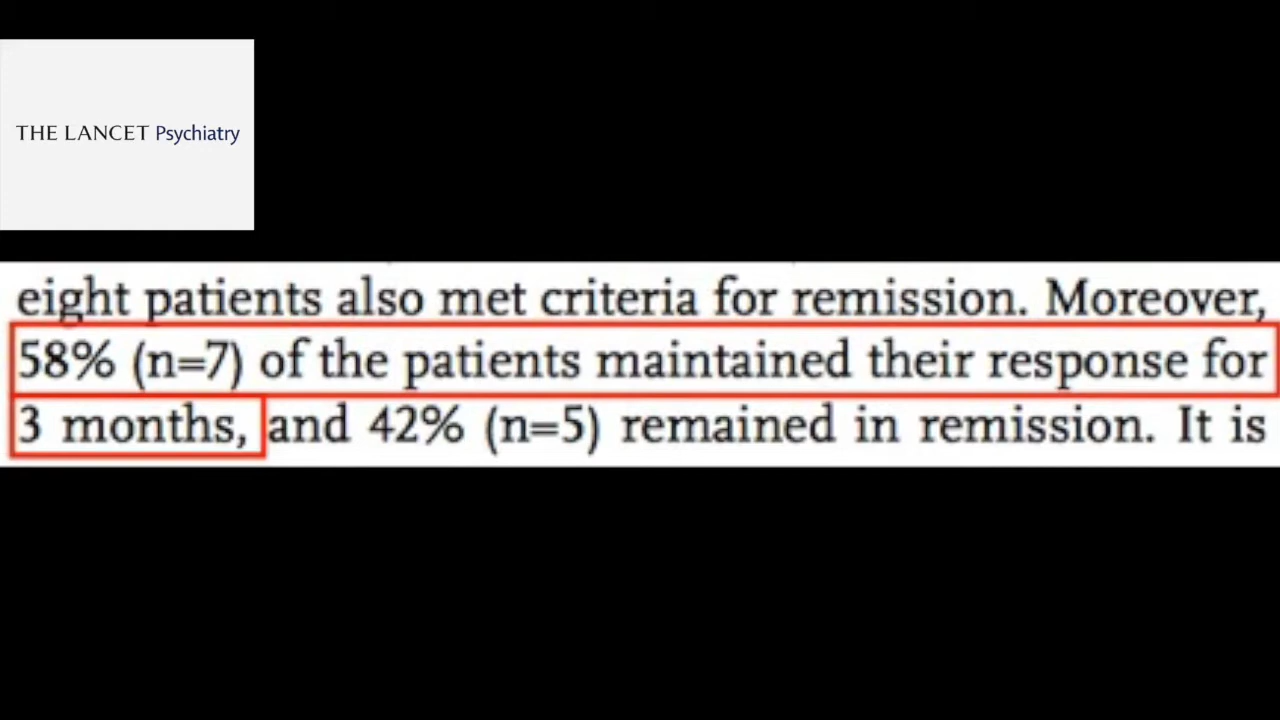 THE LANCET Psychiatry
eight patients also met criteria for remission. Moreover,
58% (n=7) of the patients maintained their response for
3 months, and 42% (n=5) remained in remission. It is